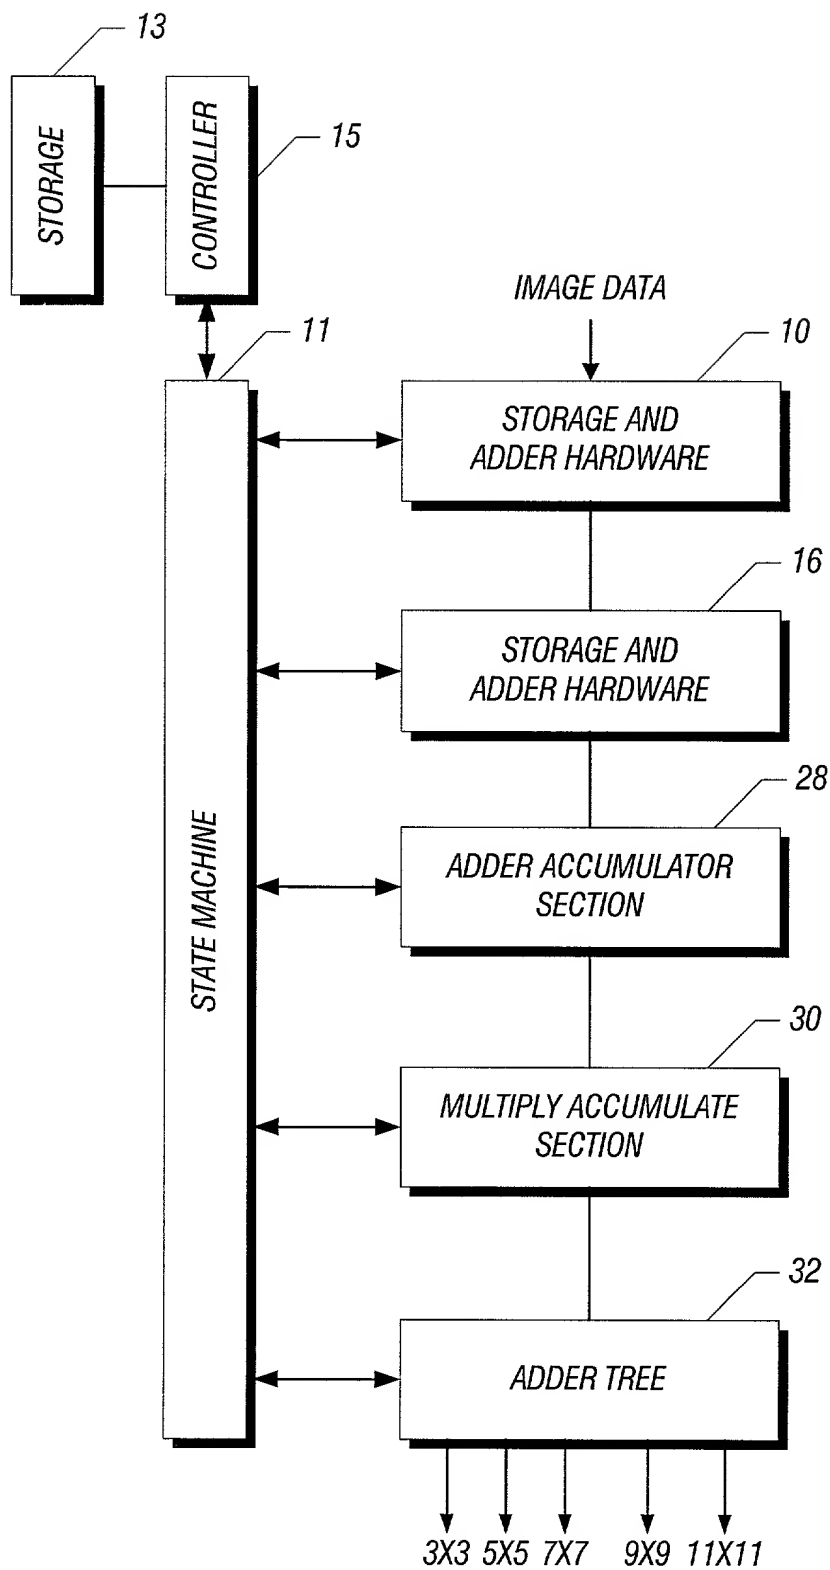 13
STORAGE
CONTROLLER
15
IMAGE DATA
11
10
STORAGE AND
ADDER HARDWARE
16
STORAGE AND
ADDER HARDWARE
STATE MACHINE
28
ADDER ACCUMULATOR
SECTION
30
MULTIPLY ACCUMULATE
SECTION
32
ADDER TREE
3X3 5X5 7X7 9X9 11X11